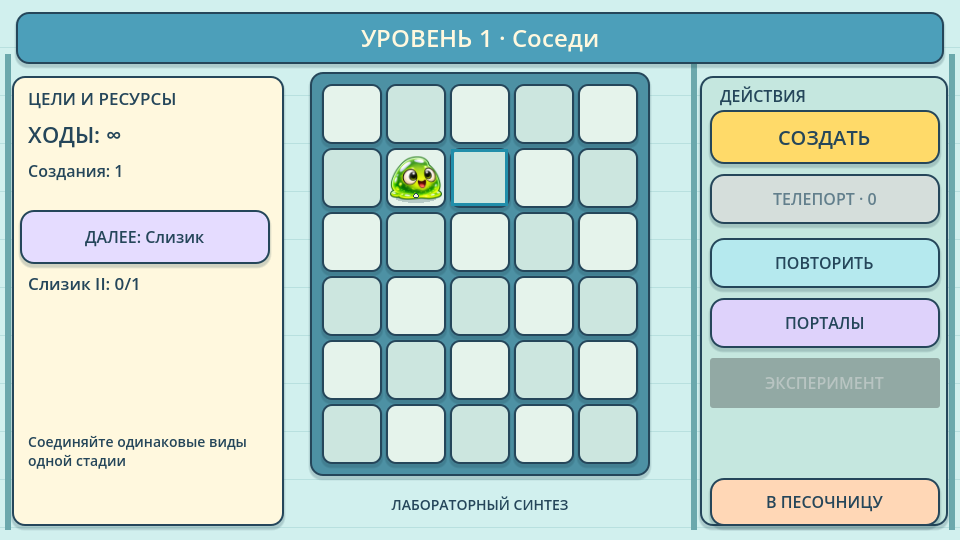 УРОВЕНЬ 1 · Соседи
ЦЕЛИ И РЕСУРСЫ
ХОДЫ: ∞
Создания: 1
ДАЛЕЕ: Слизик
Слизик II: 0/1
Соединяйте одинаковые виды
одной стадии
ЛАБОРАТОРНЫЙ СИНТЕЗ
ДЕЙСТВИЯ
СОЗДАТЬ
ТЕЛЕПОРТ · 0
ПОВТОРИТЬ
ПОРТАЛЫ
ЭКСПЕРИМЕНТ
В ПЕСОЧНИЦУ